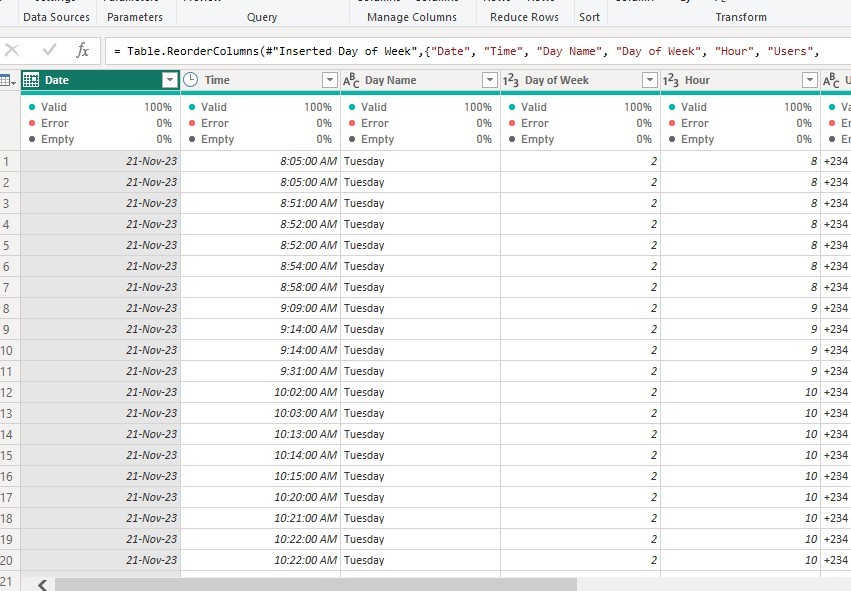 Data Sources Parameters Query Manage Columns Reduce Rows Sort Transform
fx = Table.ReorderColumns(#"Inserted Day of Week",{"Date", "Time", "Day Name", "Day of Week", "Hour", "Users",
Date Time ABC Day Name 123 Day of Week 123 Hour ABC
Valid 100% Valid 100% Valid 100% Valid 100% Valid 100%
Error 0% Error 0% Error 0% Error 0% Error 0%
Empty 0% Empty 0% Empty 0% Empty 0% Empty 0%
1 21-Nov-23 8:05:00 AM Tuesday 2 8 +234
2 21-Nov-23 8:05:00 AM Tuesday 2 8 +234
3 21-Nov-23 8:51:00 AM Tuesday 2 8 +234
4 21-Nov-23 8:52:00 AM Tuesday 2 8 +234
5 21-Nov-23 8:52:00 AM Tuesday 2 8 +234
6 21-Nov-23 8:54:00 AM Tuesday 2 8 +234
7 21-Nov-23 8:58:00 AM Tuesday 2 8 +234
8 21-Nov-23 9:09:00 AM Tuesday 2 9 +234
9 21-Nov-23 9:14:00 AM Tuesday 2 9 +234
10 21-Nov-23 9:14:00 AM Tuesday 2 9 +234
11 21-Nov-23 9:31:00 AM Tuesday 2 9 +234
12 21-Nov-23 10:02:00 AM Tuesday 2 10 +234
13 21-Nov-23 10:03:00 AM Tuesday 2 10 +234
14 21-Nov-23 10:13:00 AM Tuesday 2 10 +234
15 21-Nov-23 10:14:00 AM Tuesday 2 10 +234
16 21-Nov-23 10:15:00 AM Tuesday 2 10 +234
17 21-Nov-23 10:20:00 AM Tuesday 2 10 +234
18 21-Nov-23 10:21:00 AM Tuesday 2 10 +234
19 21-Nov-23 10:22:00 AM Tuesday 2 10 +234
20 21-Nov-23 10:22:00 AM Tuesday 2 10 +234
21